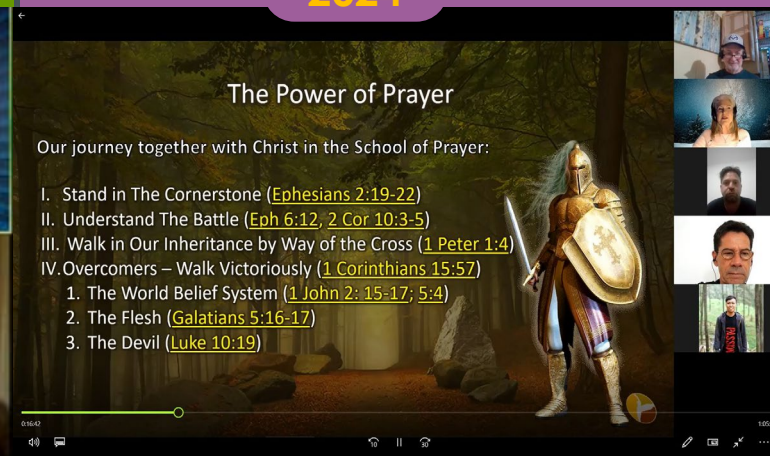 2021
The Power of Prayer
Our journey together with Christ in the School of Prayer:
I. Stand in The Cornerstone (Ephesians 2:19-22)
II. Understand The Battle (Eph 6:12, 2 Cor 10:3-5)
III. Walk in Our Inheritance by Way of the Cross (1 Peter 1:4)
IV. Overcomers – Walk Victoriously (1 Corinthians 15:57)
1. The World Belief System (1 John 2: 15-17; 5:4)
2. The Flesh (Galatians 5:16-17)
3. The Devil (Luke 10:19)
0:16:42
10
30